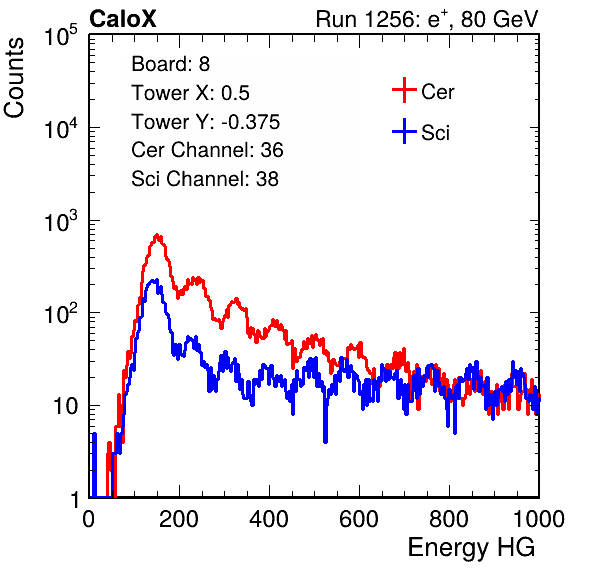 CaloX Run 1256: e⁺, 80 GeV
Counts
10⁵
10⁴
10³
10²
10
1
Board: 8
Tower X: 0.5
Tower Y: -0.375
Cer Channel: 36
Sci Channel: 38
Cer
Sci
0 200 400 600 800 1000
Energy HG